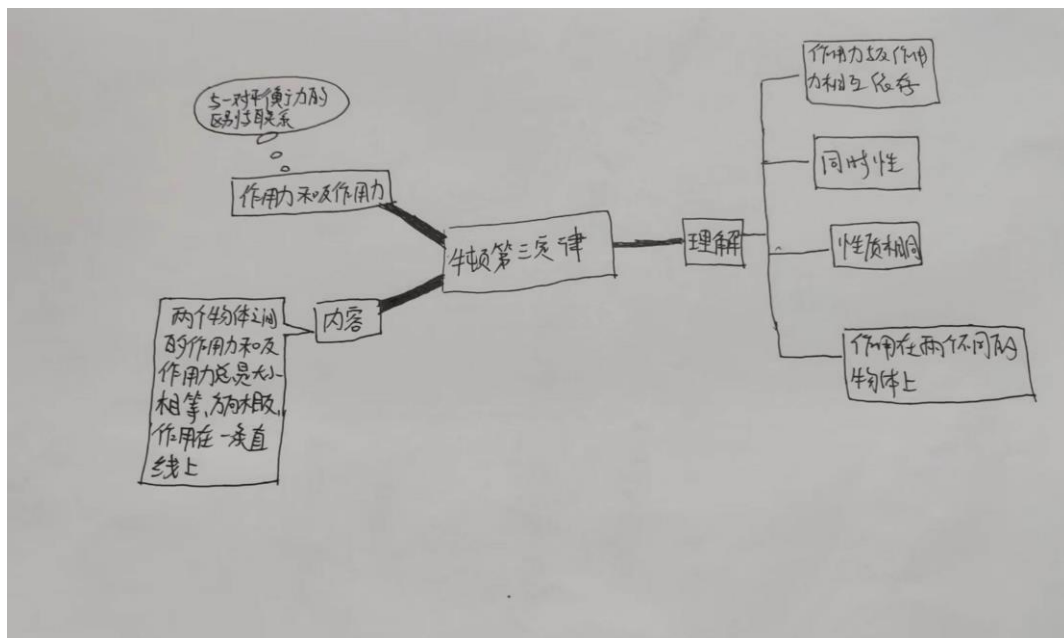 与一对平衡力的
区别与联系
作用力和反作用力
牛顿第三定律
内容
两个物体之间
的作用力和反
作用力总是大小
相等、方向相反、
作用在一条直
线上
理解
作用力与反作用
力相互依存
同时性
性质相同
作用在两个不同的
物体上